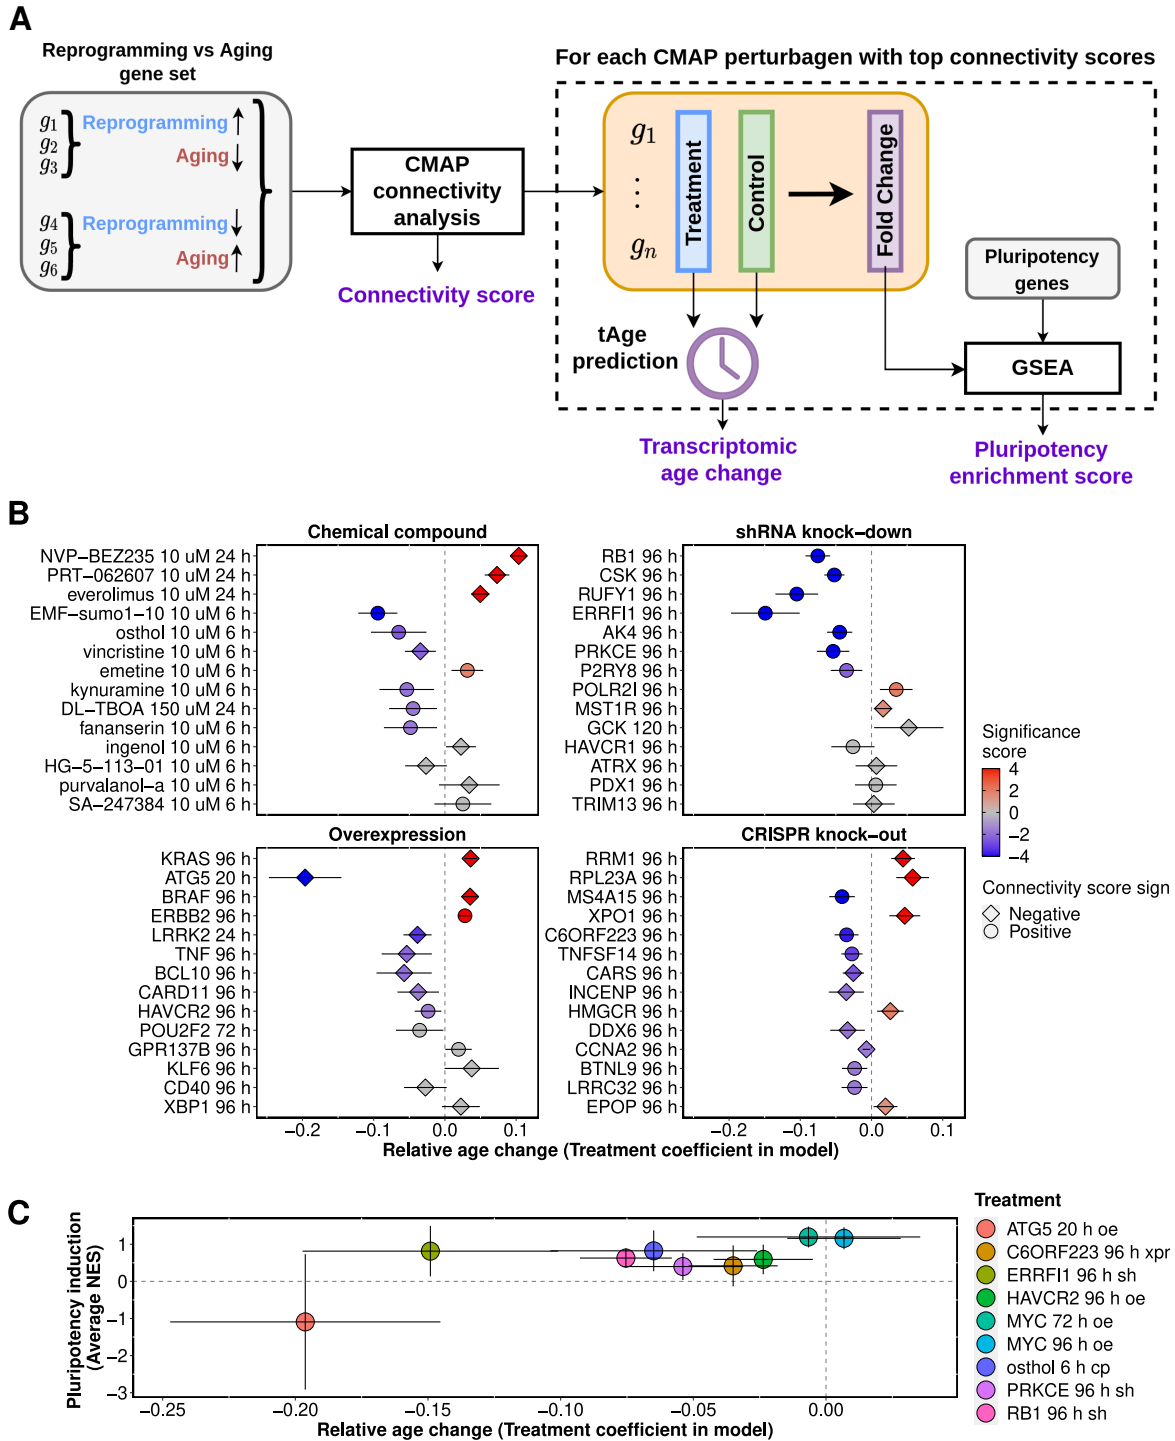 A
Reprogramming vs Aging
gene set
For each CMAP perturbagen with top connectivity scores
g1
g2
g3
Reprogramming
Aging
g4
g5
g6
Reprogramming
Aging
CMAP
connectivity
analysis
Connectivity score
g1
⋮
gn
Treatment
Control
Fold Change
Pluripotency
genes
tAge
prediction
GSEA
Transcriptomic
age change
Pluripotency
enrichment score
B
Chemical compound
NVP−BEZ235 10 uM 24 h
PRT−062607 10 uM 24 h
everolimus 10 uM 24 h
EMF−sumo1−10 10 uM 6 h
osthol 10 uM 6 h
vincristine 10 uM 6 h
emetine 10 uM 6 h
kynuramine 10 uM 6 h
DL−TBOA 150 uM 24 h
fananserin 10 uM 6 h
ingenol 10 uM 6 h
HG−5−113−01 10 uM 6 h
purvalanol−a 10 uM 6 h
SA−247384 10 uM 6 h
shRNA knock−down
RB1 96 h
CSK 96 h
RUFY1 96 h
ERRFI1 96 h
AK4 96 h
PRKCE 96 h
P2RY8 96 h
POLR2I 96 h
MST1R 96 h
GCK 120 h
HAVCR1 96 h
ATRX 96 h
PDX1 96 h
TRIM13 96 h
Overexpression
KRAS 96 h
ATG5 20 h
BRAF 96 h
ERBB2 96 h
LRRK2 24 h
TNF 96 h
BCL10 96 h
CARD11 96 h
HAVCR2 96 h
POU2F2 72 h
GPR137B 96 h
KLF6 96 h
CD40 96 h
XBP1 96 h
−0.2 −0.1 0.0 0.1
CRISPR knock−out
RRM1 96 h
RPL23A 96 h
MS4A15 96 h
XPO1 96 h
C6ORF223 96 h
TNFSF14 96 h
CARS 96 h
INCENP 96 h
HMGCR 96 h
DDX6 96 h
CCNA2 96 h
BTNL9 96 h
LRRC32 96 h
EPOP 96 h
−0.2 −0.1 0.0 0.1
Relative age change (Treatment coefficient in model)
Significance
score
4
2
0
−2
−4
Connectivity score sign
Negative
Positive
C
Pluripotency induction
(Average NES)
1
0
−1
−2
−3
−0.25 −0.20 −0.15 −0.10 −0.05 0.00
Relative age change (Treatment coefficient in model)
Treatment
ATG5 20 h oe
C6ORF223 96 h xpr
ERRFI1 96 h sh
HAVCR2 96 h oe
MYC 72 h oe
MYC 96 h oe
osthol 6 h cp
PRKCE 96 h sh
RB1 96 h sh